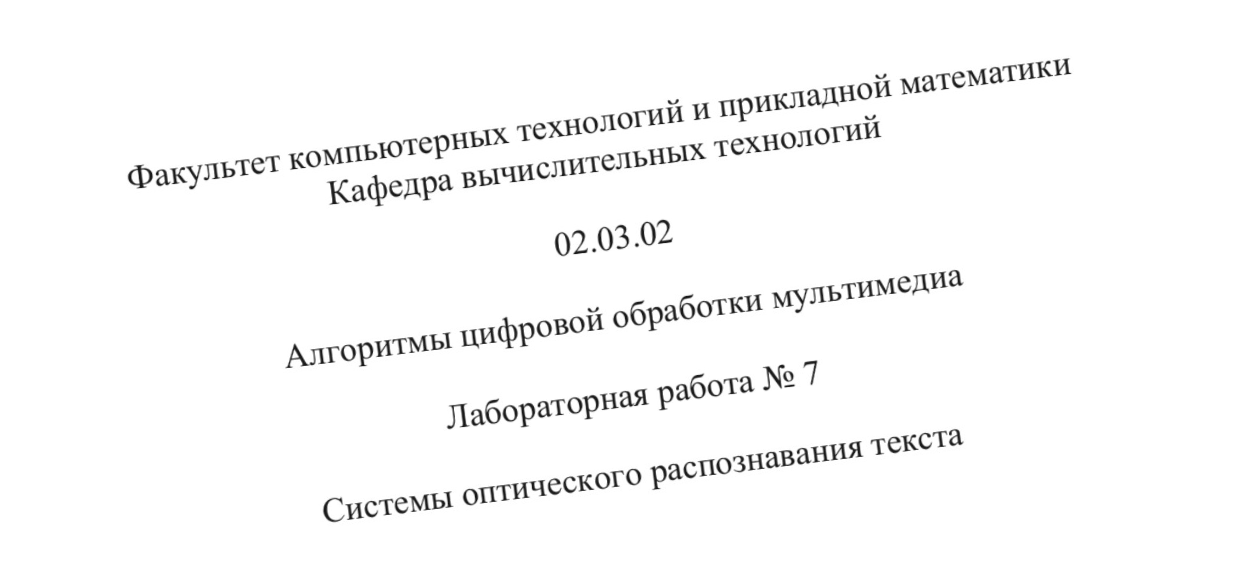 Факультет компьютерных технологий и прикладной математики
Кафедра вычислительных технологий
02.03.02
Алгоритмы цифровой обработки мультимедиа
Лабораторная работа № 7
Системы оптического распознавания текста